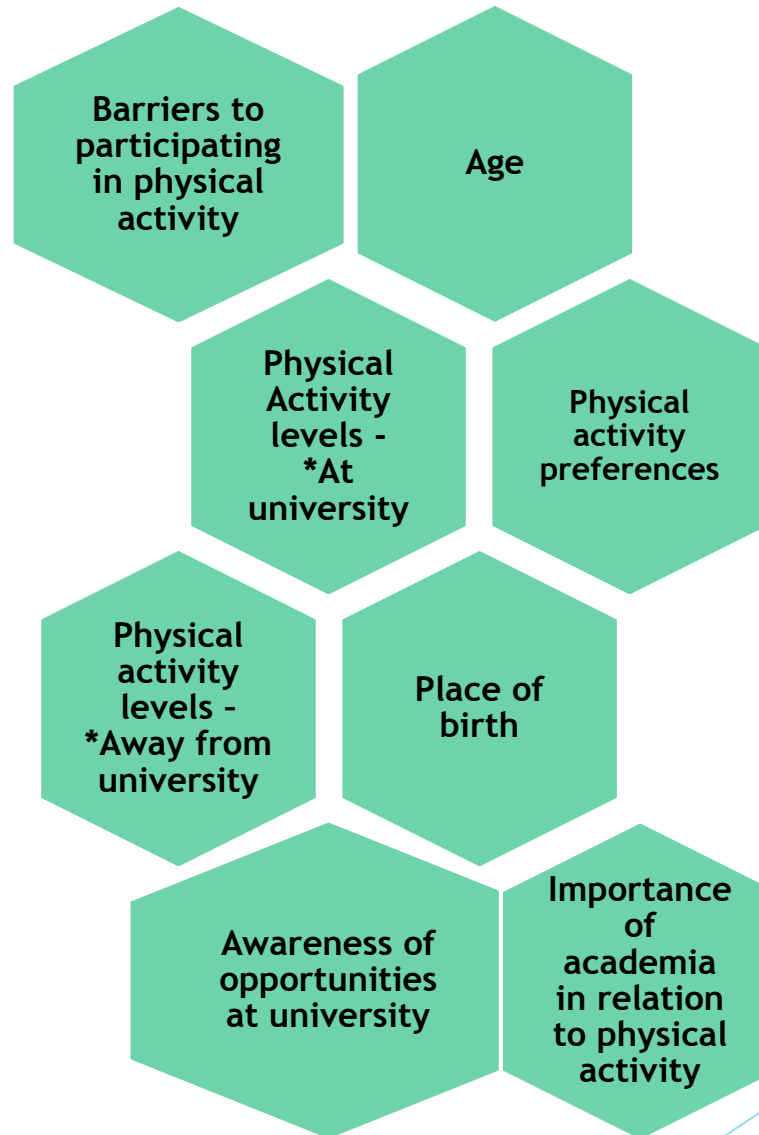 Barriers to
participating
in physical
activity
Age
Physical
Activity
levels -
*At
university
Physical
activity
preferences
Physical
activity
levels –
*Away from
university
Place of
birth
Awareness of
opportunities
at university
Importance
of
academia
in relation
to physical
activity